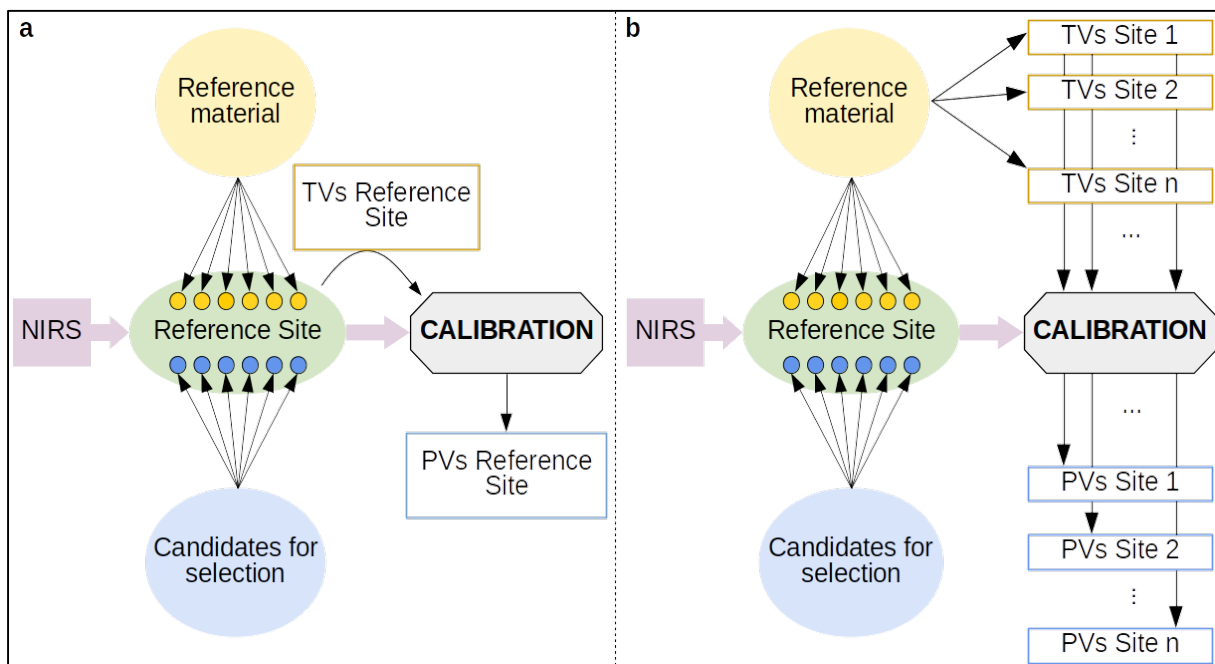 a
Reference
material
TVs Reference
Site
NIRS
Reference Site
CALIBRATION
PVs Reference
Site
Candidates for
selection
b
Reference
material
TVs Site 1
TVs Site 2
⋮
TVs Site n
...
NIRS
Reference Site
CALIBRATION
...
PVs Site 1
PVs Site 2
⋮
PVs Site n
Candidates for
selection